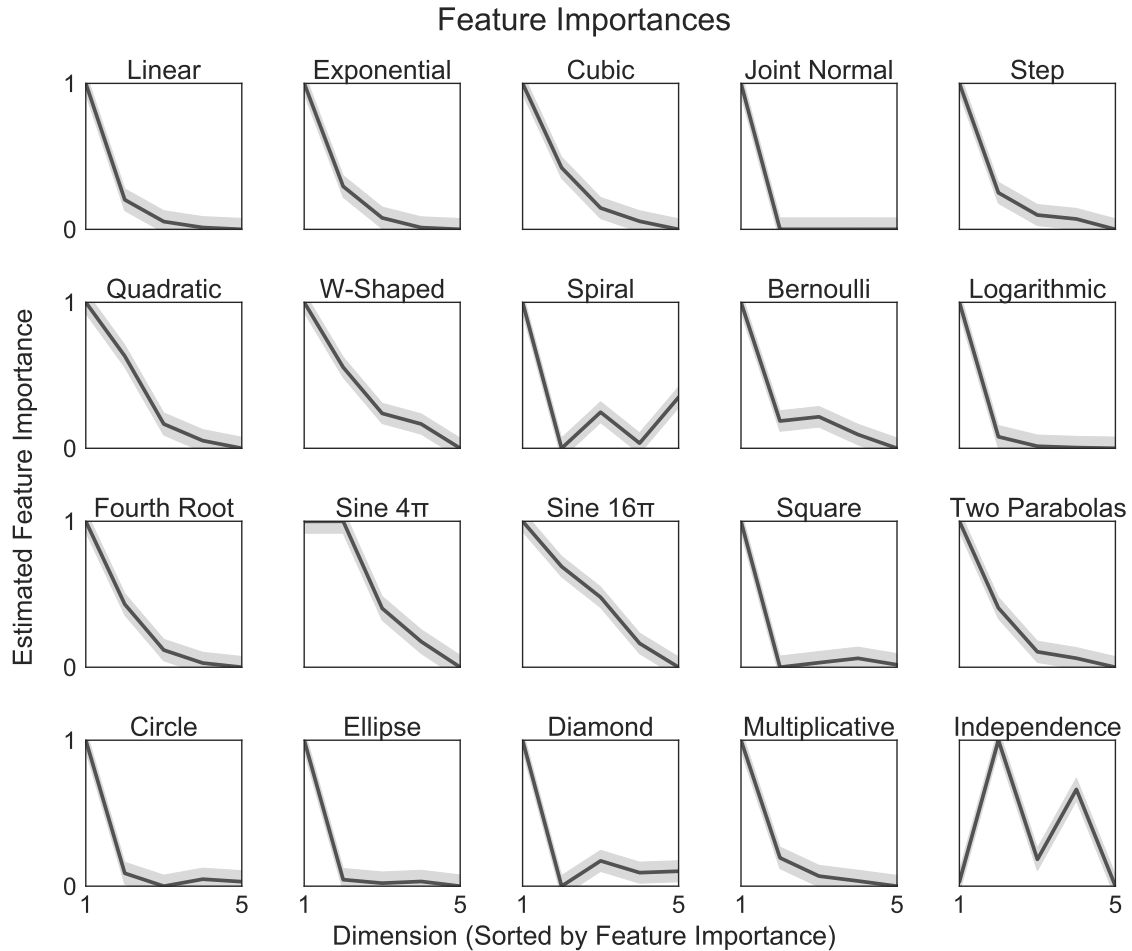 Feature Importances
Linear Exponential Cubic Joint Normal Step
1
0
Quadratic W-Shaped Spiral Bernoulli Logarithmic
1
0
Fourth Root Sine 4π Sine 16π Square Two Parabolas
1
0
Circle Ellipse Diamond Multiplicative Independence
1
0
1 5 1 5 1 5 1 5 1 5
Estimated Feature Importance
Dimension (Sorted by Feature Importance)